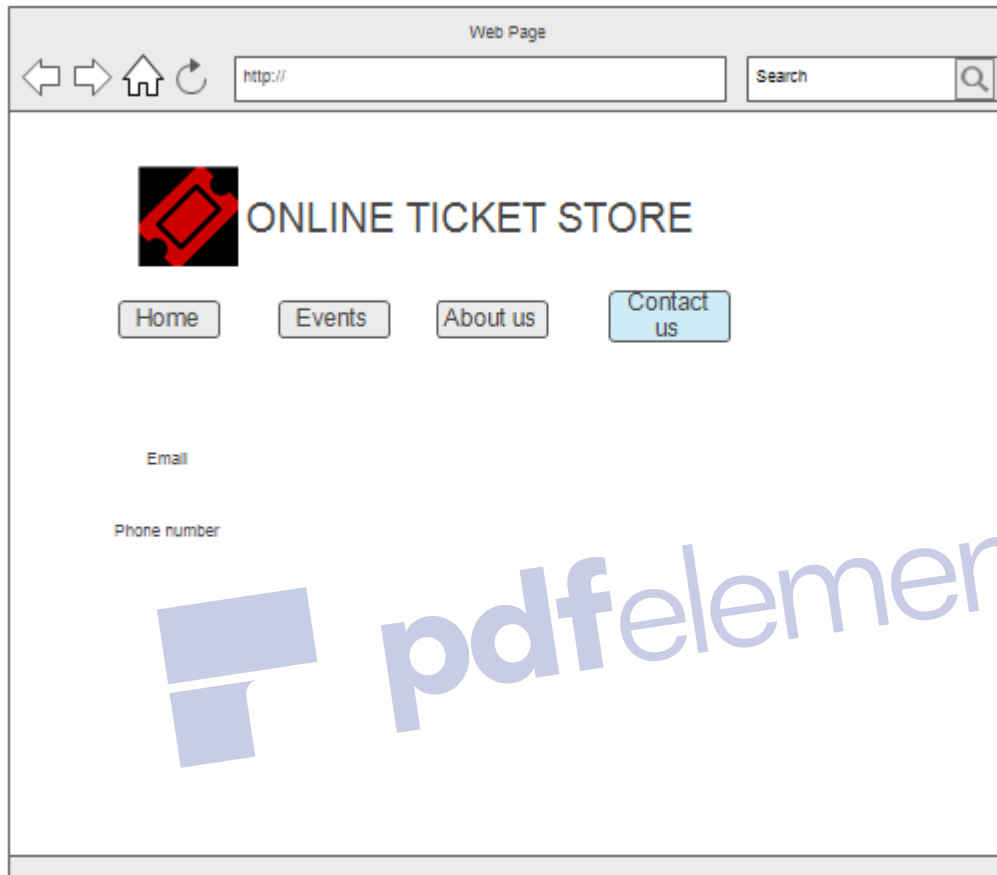 Web Page
http://
Search
ONLINE TICKET STORE
Home
Events
About us
Contact
us
Email
Phone number
pdfelemen